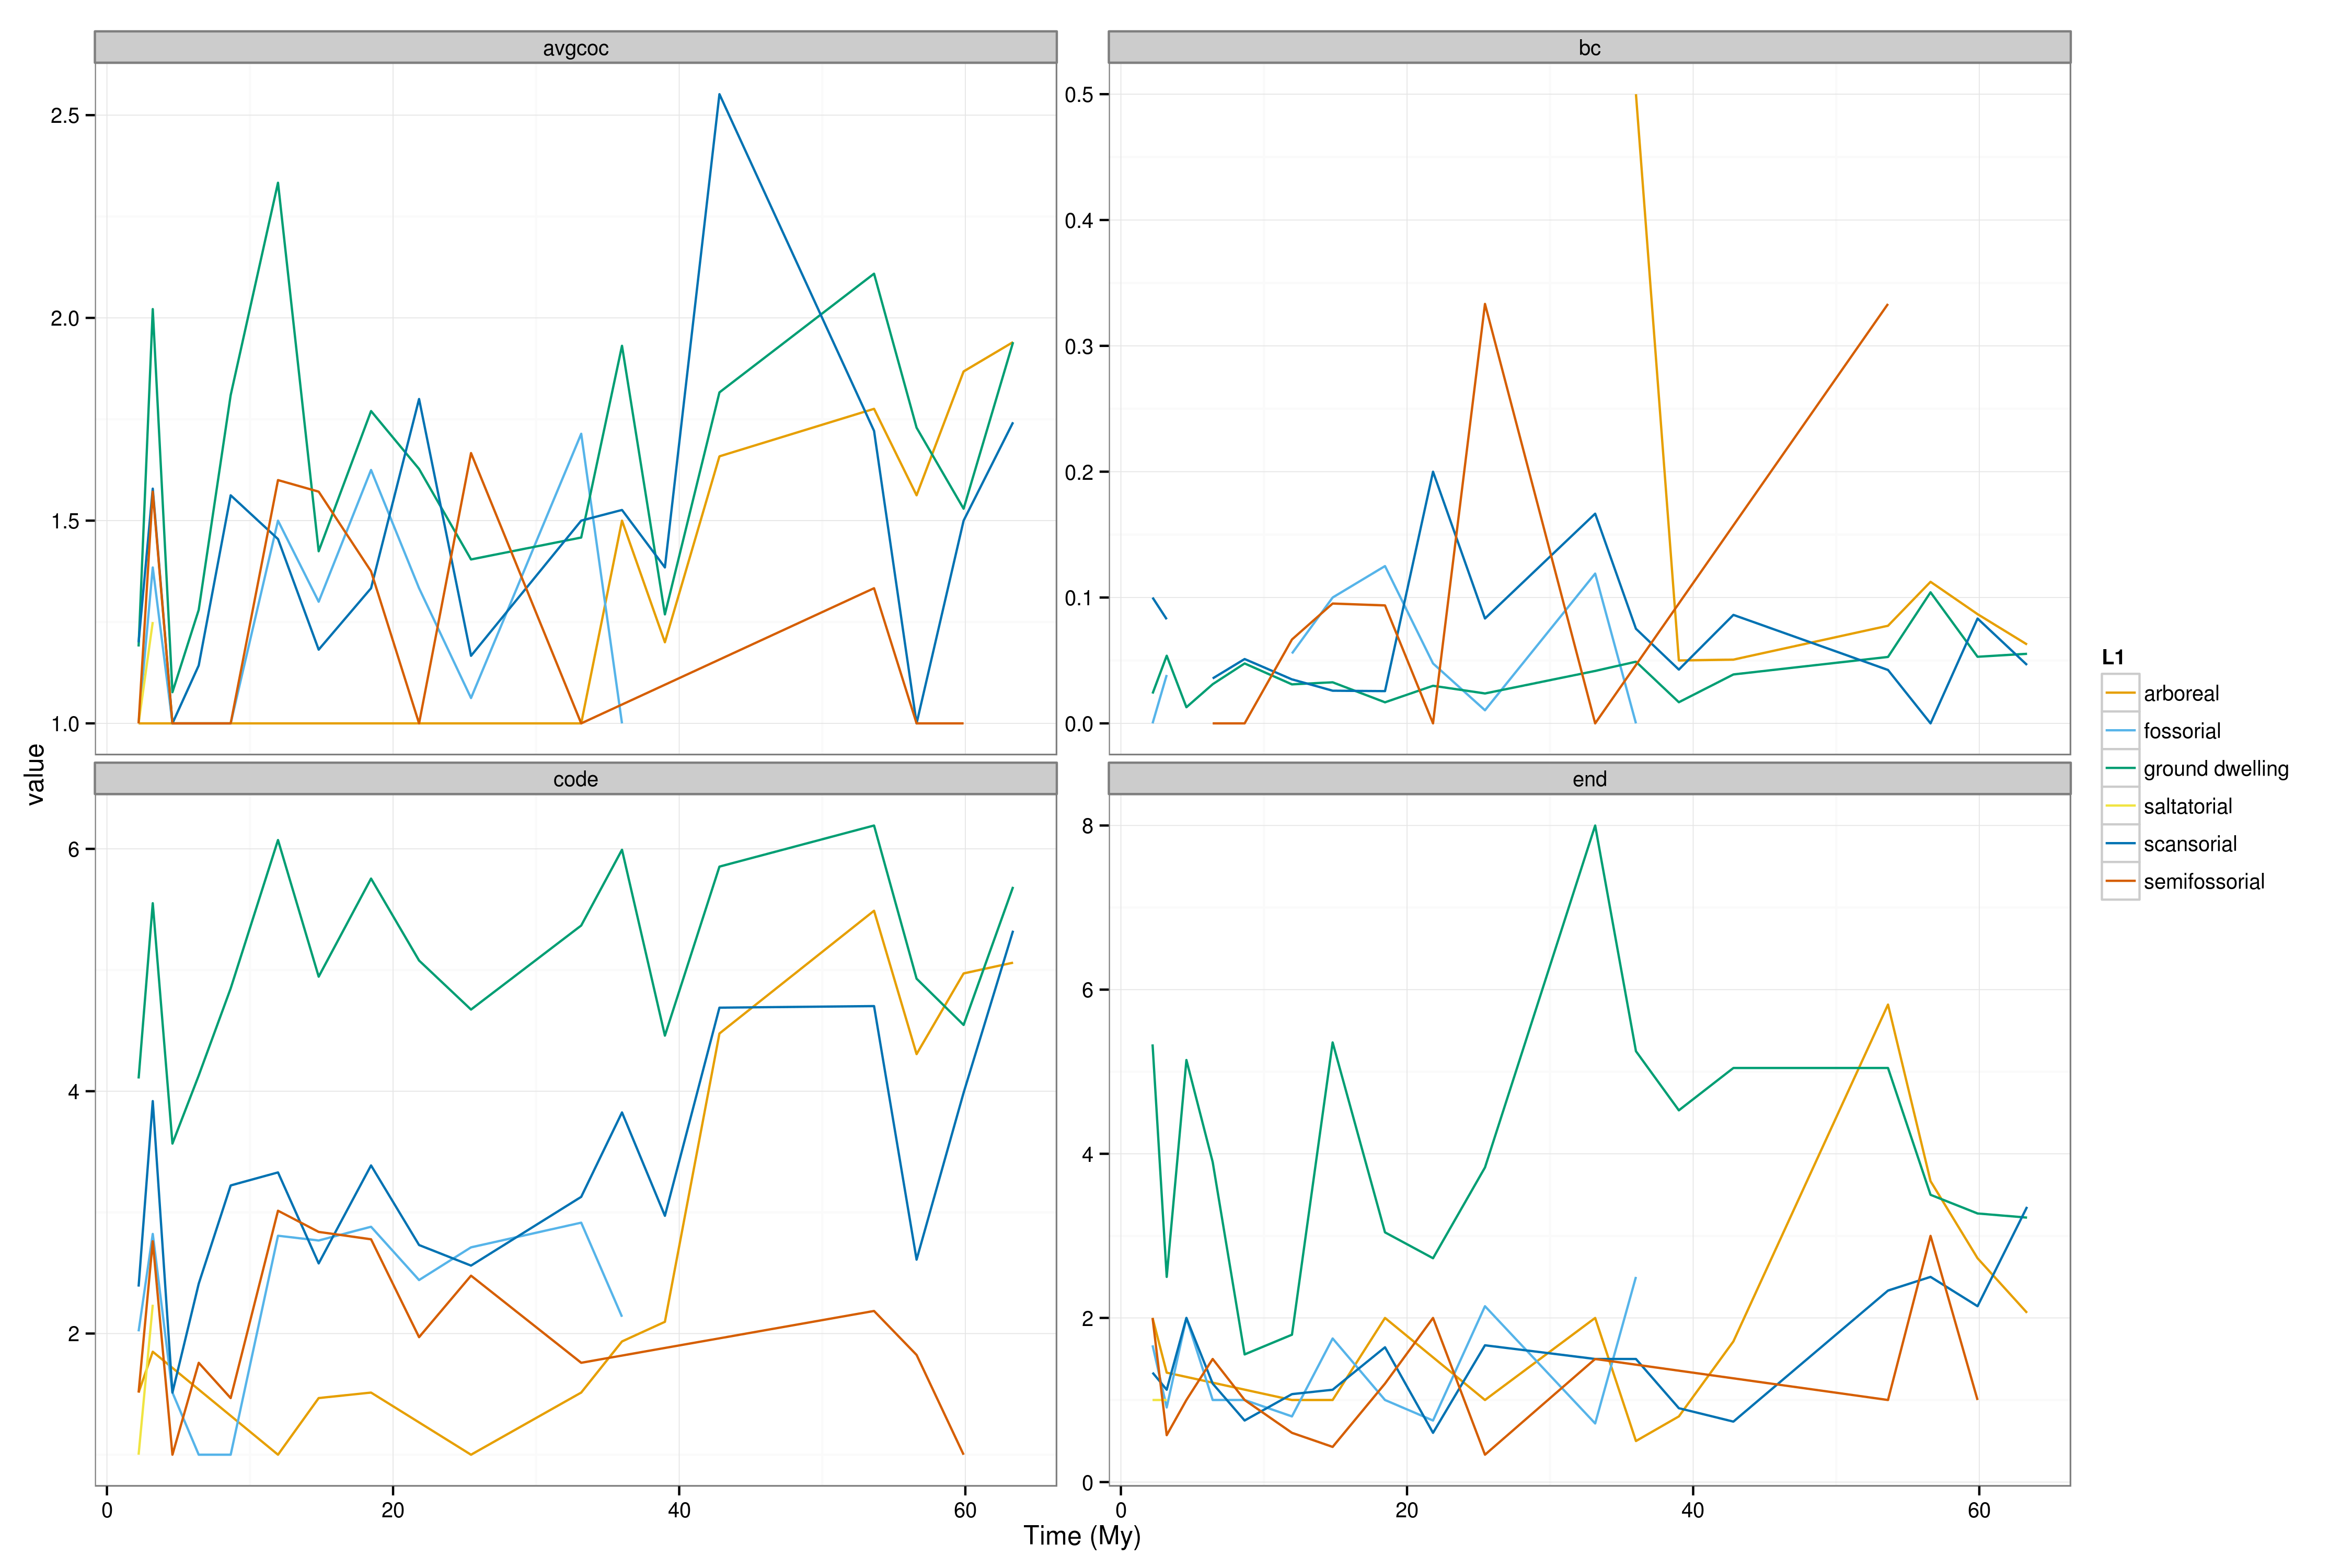 avgcoc
bc
2.5
2.0
1.5
1.0
0.5
0.4
0.3
0.2
0.1
0.0
value
code
end
6
4
2
8
6
4
2
0
0
20
40
60
0
20
40
60
Time (My)
L1
arboreal
fossorial
ground dwelling
saltatorial
scansorial
semifossorial